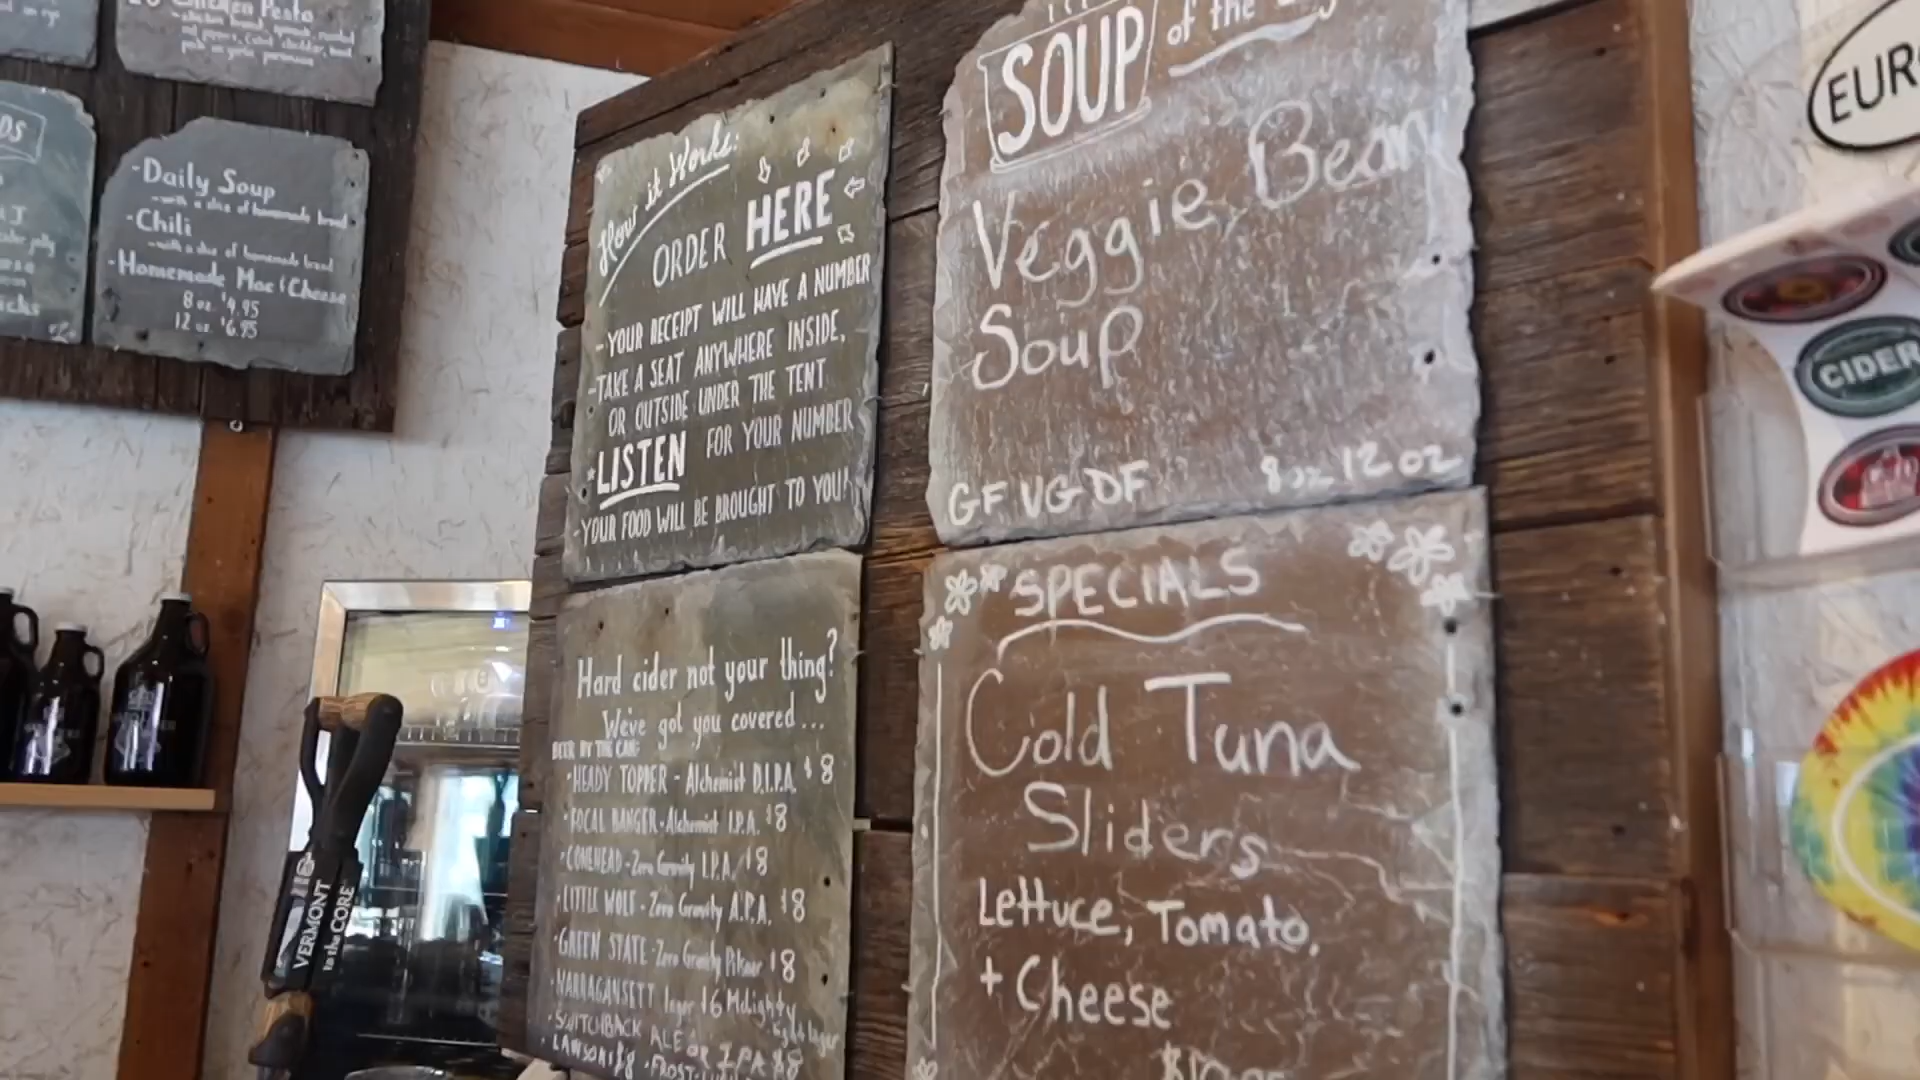 Chicken Pesto
DS
-Daily Soup
-with a slice of homemade bread
-Chili
-with a slice of homemade bread
-Homemade Mac & Cheese
8 oz. $4.95
12 oz. $6.95
How it Works:
ORDER HERE
-YOUR RECEIPT WILL HAVE A NUMBER
-TAKE A SEAT ANYWHERE INSIDE,
OR OUTSIDE UNDER THE TENT
*LISTEN FOR YOUR NUMBER
-YOUR FOOD WILL BE BROUGHT TO YOU!
Hard cider not your thing?
We've got you covered...
BEER BY THE CAN:
•HEADY TOPPER - Alchemist D.I.P.A. $8
•FOCAL BANGER - Alchemist I.P.A. $8
•CONEHEAD - Zero Gravity I.P.A. $8
•LITTLE WOLF - Zero Gravity A.P.A. $8
•GREEN STATE - Zero Gravity Pilsner $8
•NARRAGANSETT lager $6
•SWITCHBACK ALE OR IPA $8
•LAWSON $8
SOUP of the
Veggie Bean
Soup
GF VG DF 8 oz 12 oz
SPECIALS
Cold Tuna
Sliders
Lettuce, Tomato,
+ Cheese
VERMONT
to the CORE
EUR
CIDER